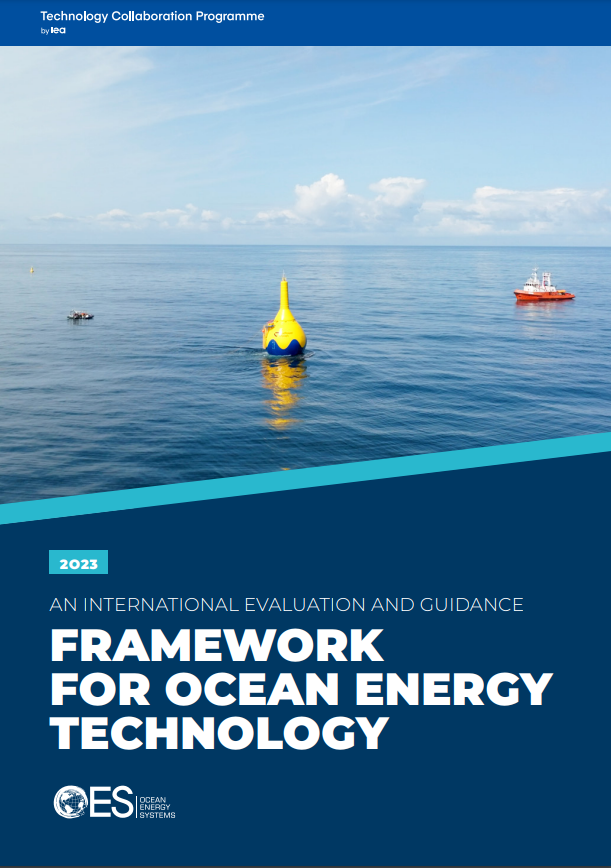 Technology Collaboration Programme
by iea
2023
AN INTERNATIONAL EVALUATION AND GUIDANCE
FRAMEWORK
FOR OCEAN ENERGY
TECHNOLOGY
OES
OCEAN
ENERGY
SYSTEMS